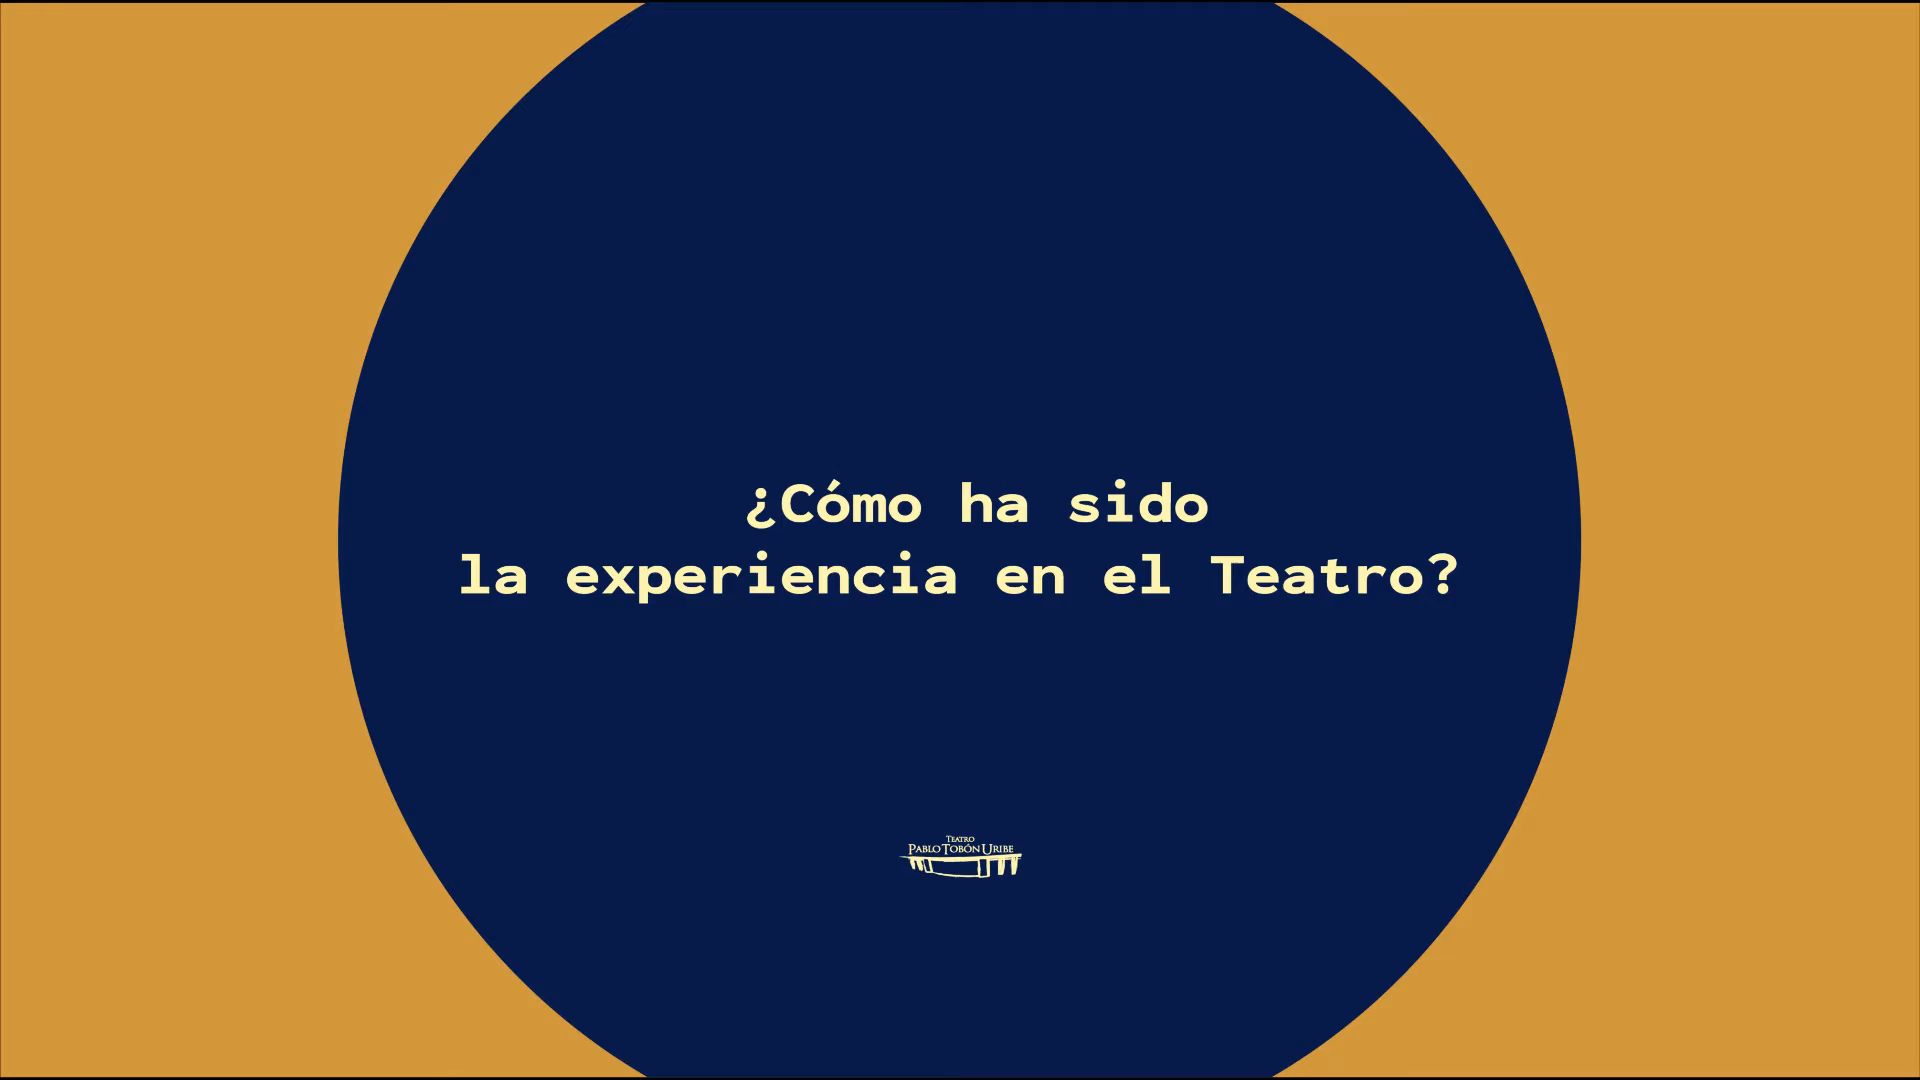 ¿Cómo ha sido
la experiencia en el Teatro?
TEATRO
PABLO TOBÓN URIBE